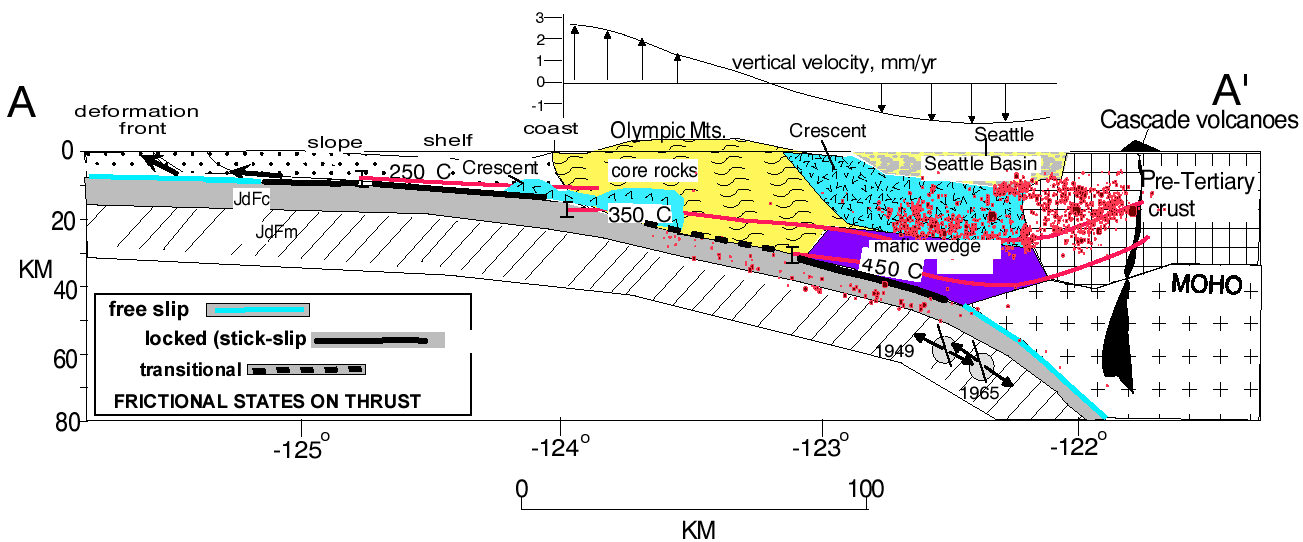 3
2
1
0
-1
vertical velocity, mm/yr
A
A'
deformation
front
slope
shelf
coast
Olympic Mts.
Crescent
Seattle
Cascade volcanoes
0
20
KM
40
60
80
250 C
Crescent
core rocks
Seattle Basin
Pre-Tertiary
crust
JdFc
350 C
JdFm
mafic wedge
450 C
MOHO
free slip
locked (stick-slip
transitional
FRICTIONAL STATES ON THRUST
1949
1965
-125°
-124°
-123°
-122°
0
100
KM